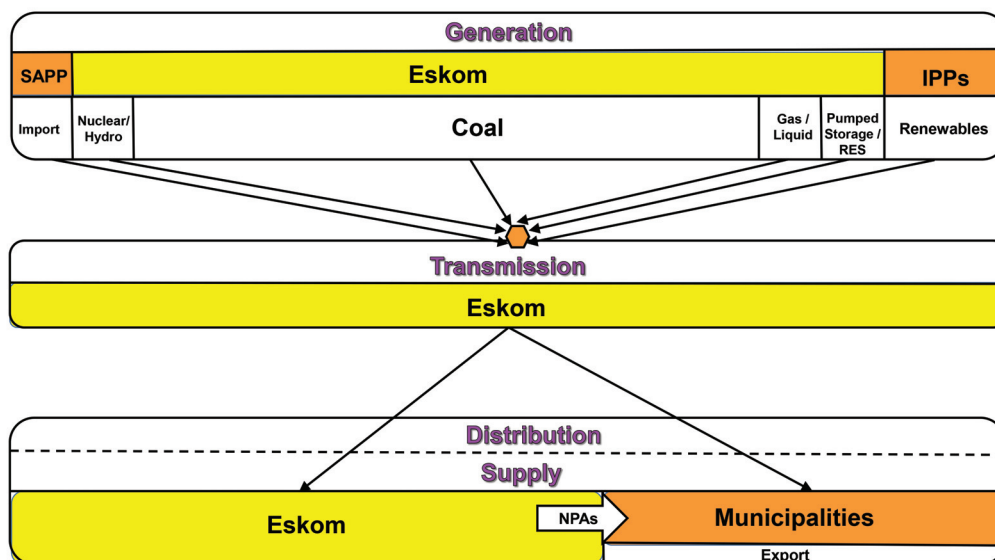 Generation
SAPP
Eskom
IPPs
Import
Nuclear/
Hydro
Coal
Gas /
Liquid
Pumped
Storage /
RES
Renewables
Transmission
Eskom
Distribution
Supply
Eskom
NPAs
Municipalities
Export